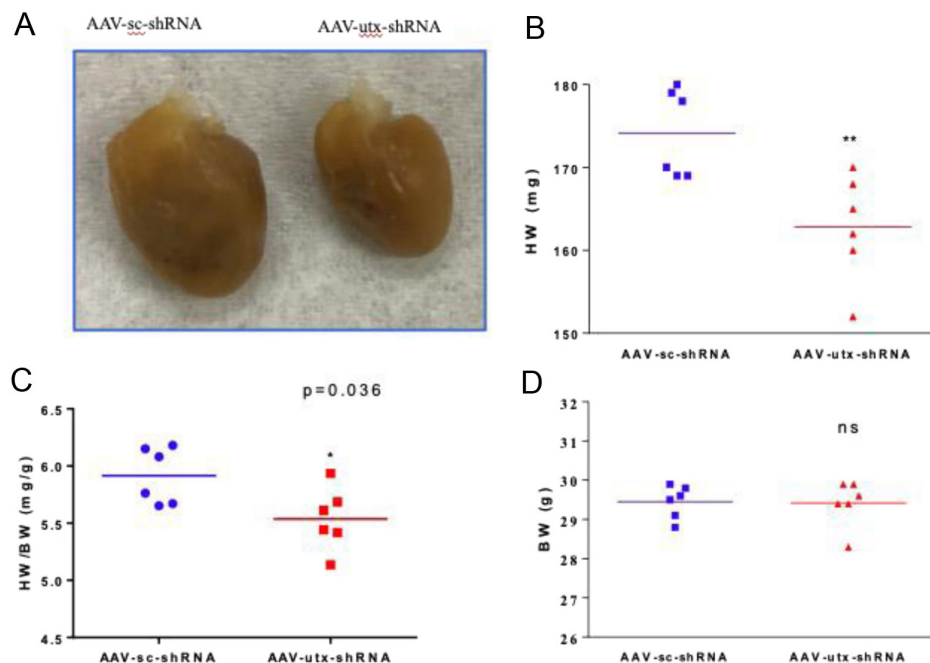 A
AAV-sc-shRNA
AAV-utx-shRNA
B
180
170
160
150
HW (mg)
**
AAV-sc-shRNA
AAV-utx-shRNA
C
p=0.036
6.5
6.0
5.5
5.0
4.5
HW/BW (mg/g)
*
AAV-sc-shRNA
AAV-utx-shRNA
D
32
31
30
29
28
27
26
BW (g)
ns
AAV-sc-shRNA
AAV-utx-shRNA